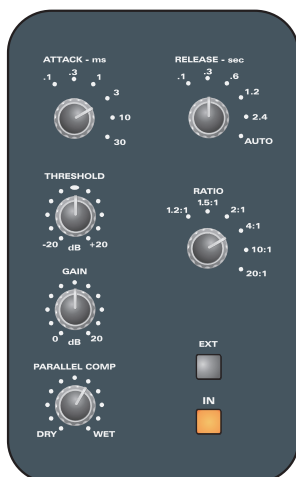 ATTACK - ms
.1 .3 1 3 10 30
RELEASE - sec
.1 .3 .6 1.2 2.4 AUTO
THRESHOLD
-20 dB +20
RATIO
1.2:1 1.5:1 2:1 4:1 10:1 20:1
GAIN
0 dB 20
EXT
PARALLEL COMP
DRY WET
IN